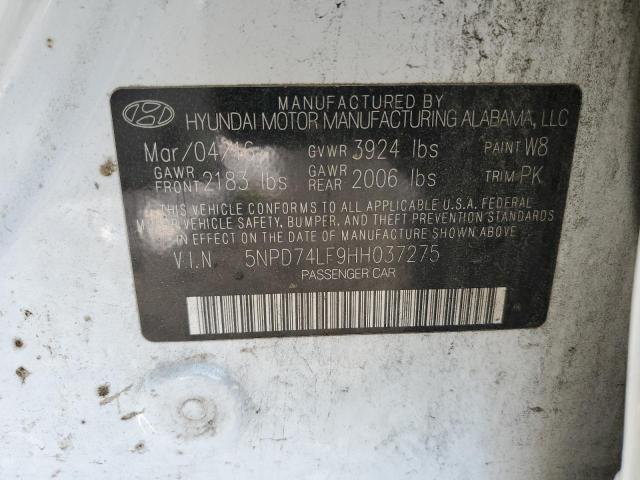 MANUFACTURED BY
HYUNDAI MOTOR MANUFACTURING ALABAMA, LLC
Mar/04/16 GVWR 3924 lbs PAINT W8
GAWR FRONT 2183 lbs GAWR REAR 2006 lbs TRIM PK
THIS VEHICLE CONFORMS TO ALL APPLICABLE U.S.A. FEDERAL
MOTOR VEHICLE SAFETY, BUMPER, AND THEFT PREVENTION STANDARDS
IN EFFECT ON THE DATE OF MANUFACTURE SHOWN ABOVE.
V.I.N. 5NPD74LF9HH037275
PASSENGER CAR